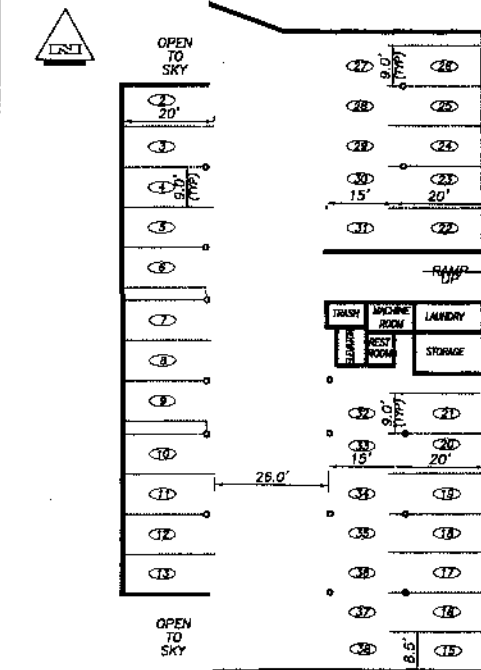 N
OPEN
TO
SKY
2
20'
3
4
9.0'
(TYP)
5
6
7
8
9
10
11
12
13
OPEN
TO
SKY
26.0'
27
9.0'
(TYP)
26
28
25
29
24
30
23
15'
20'
31
22
RAMP
UP
TRASH
MACHINE
ROOM
LAUNDRY
ELEVATOR
REST
ROOMS
STORAGE
32
9.0'
(TYP)
21
33
20
15'
20'
34
19
35
18
36
17
37
16
38
8.5'
15